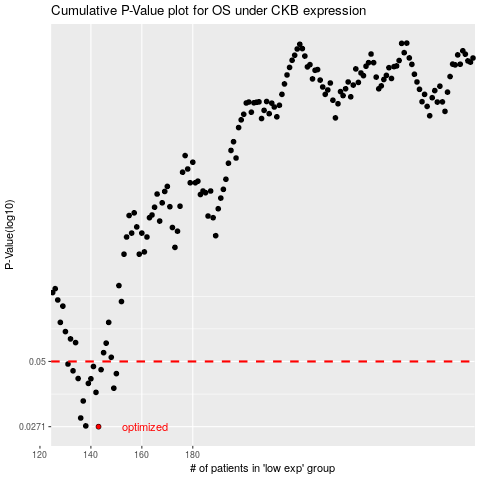 Cumulative P-Value plot for OS under CKB expression
P-Value(log10)
0.05
0.0271
optimized
120 140 160 180
# of patients in 'low exp' group